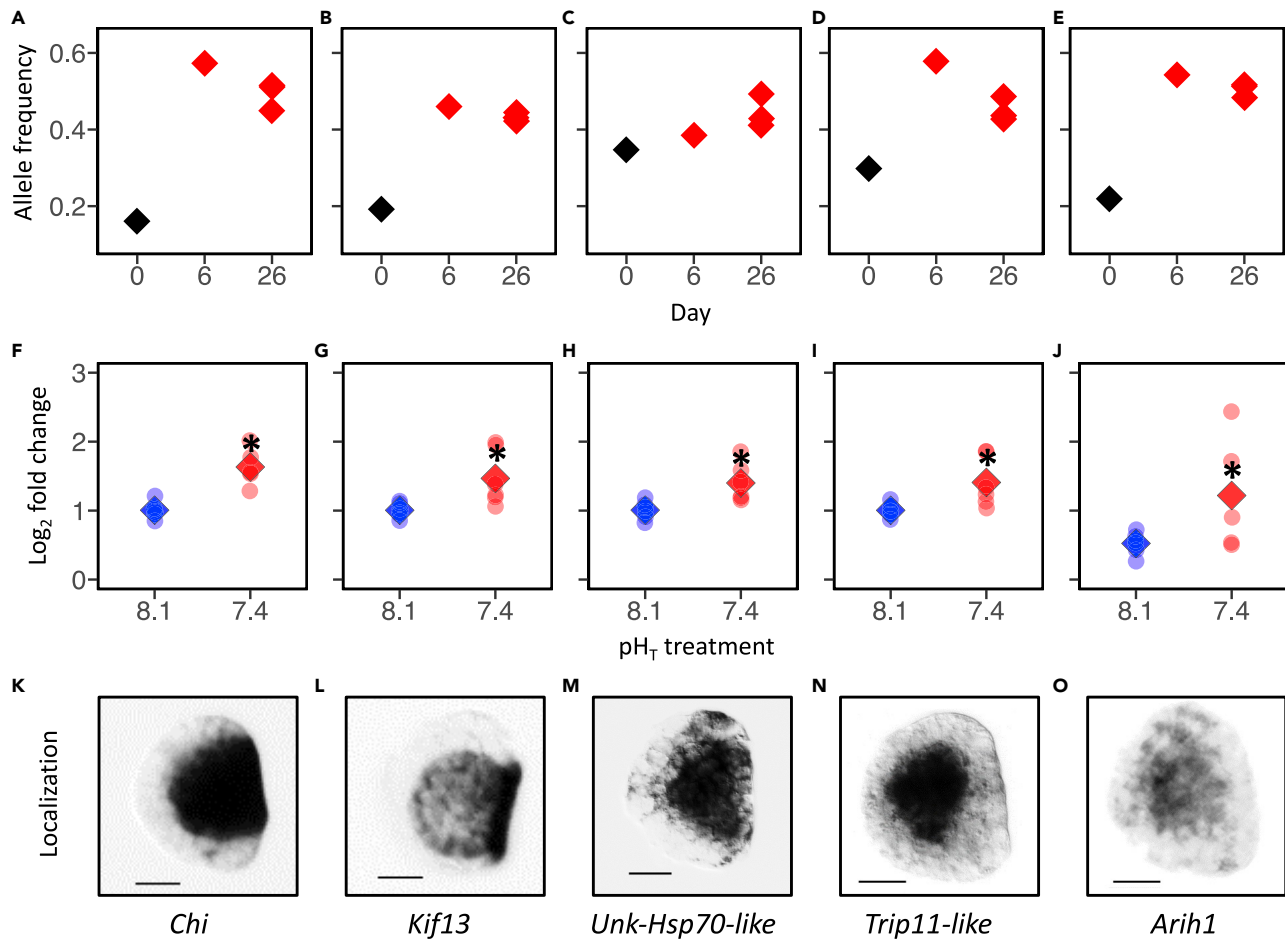 A B C D E
Allele frequency
0.6
0.4
0.2
0 6 26 0 6 26 0 6 26 0 6 26 0 6 26
Day
F G H I J
Log2 fold change
3
2
* * * * *
1
0
8.1 7.4 8.1 7.4 8.1 7.4 8.1 7.4 8.1 7.4
pHT treatment
K L M N O
Localization
Chi Kif13 Unk-Hsp70-like Trip11-like Arih1